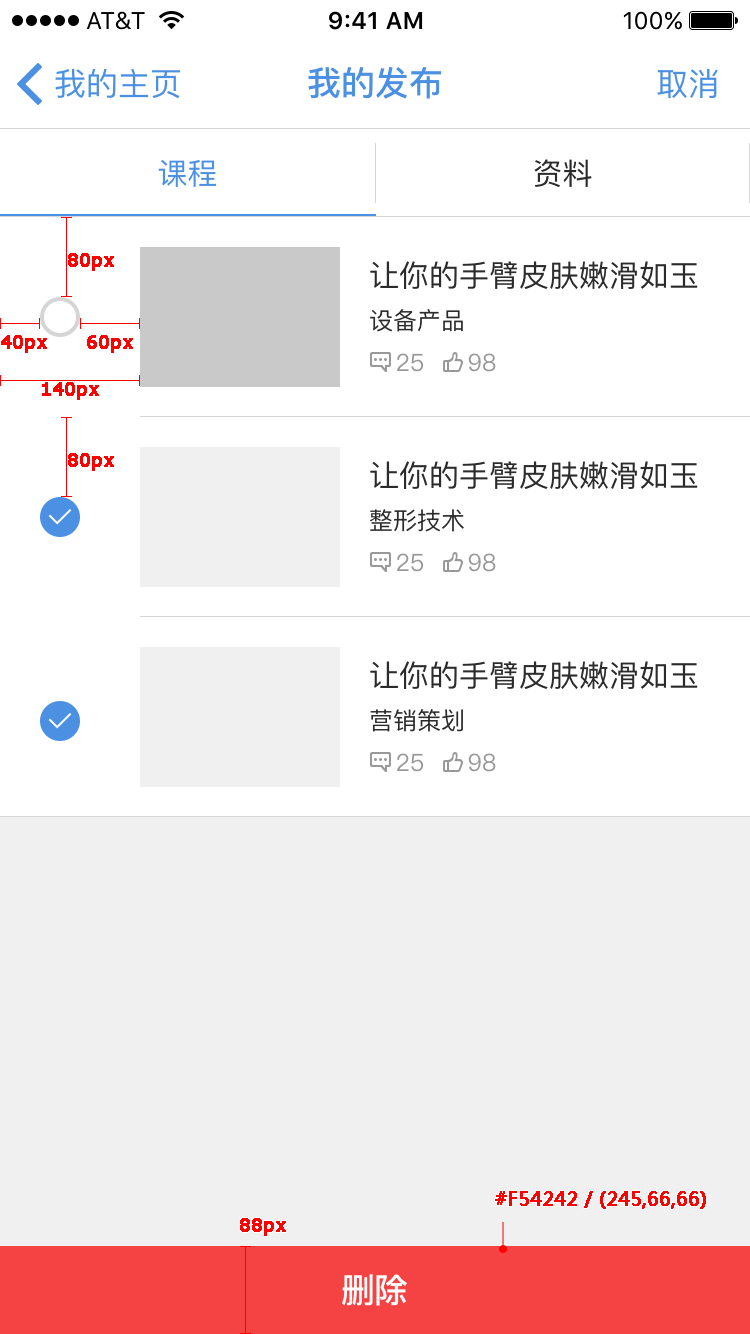 AT&T 9:41 AM 100%
我的主页 我的发布 取消
课程 资料
80px
让你的手臂皮肤嫩滑如玉
设备产品
40px 60px
25 98
140px
80px
让你的手臂皮肤嫩滑如玉
整形技术
25 98
让你的手臂皮肤嫩滑如玉
营销策划
25 98
#F54242 / (245,66,66)
88px
删除